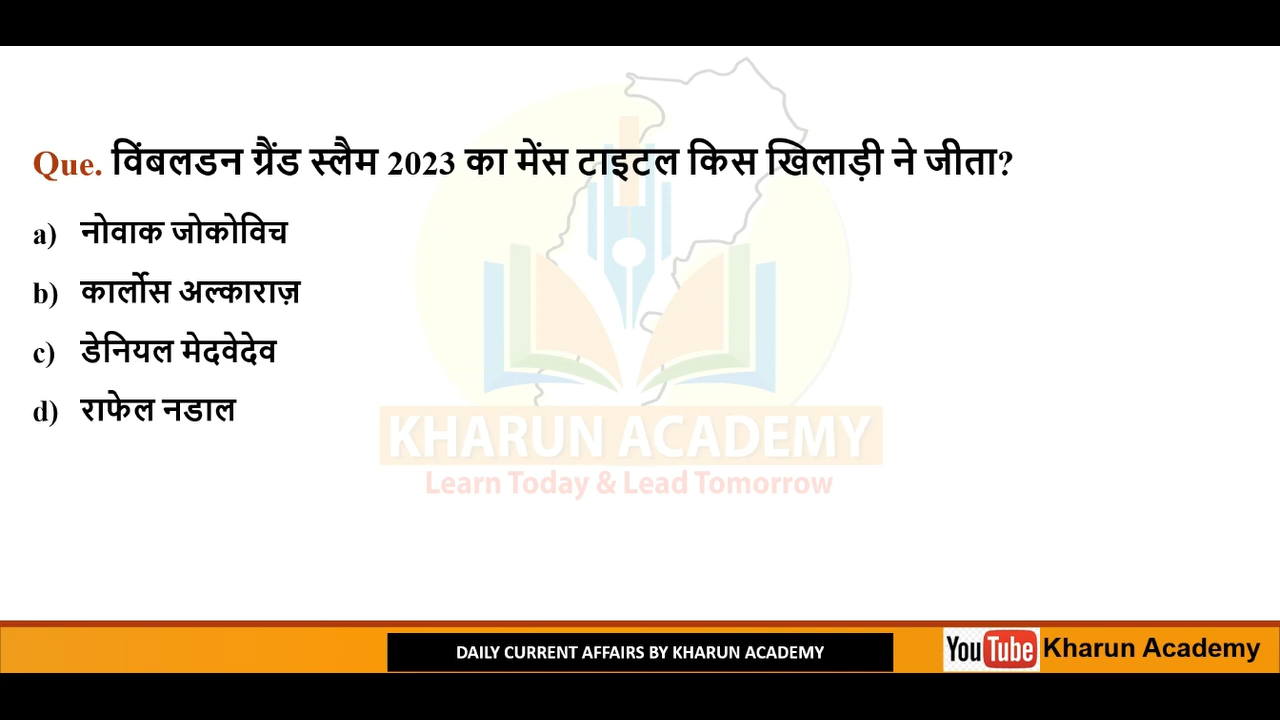 Que. विंबलडन ग्रैंड स्लैम 2023 का मेंस टाइटल किस खिलाड़ी ने जीता?
a) नोवाक जोकोविच
b) कार्लोस अल्काराज़
c) डेनियल मेदवेदेव
d) राफेल नडाल
KHARUN ACADEMY
Learn Today & Lead Tomorrow
DAILY CURRENT AFFAIRS BY KHARUN ACADEMY
YouTube Kharun Academy